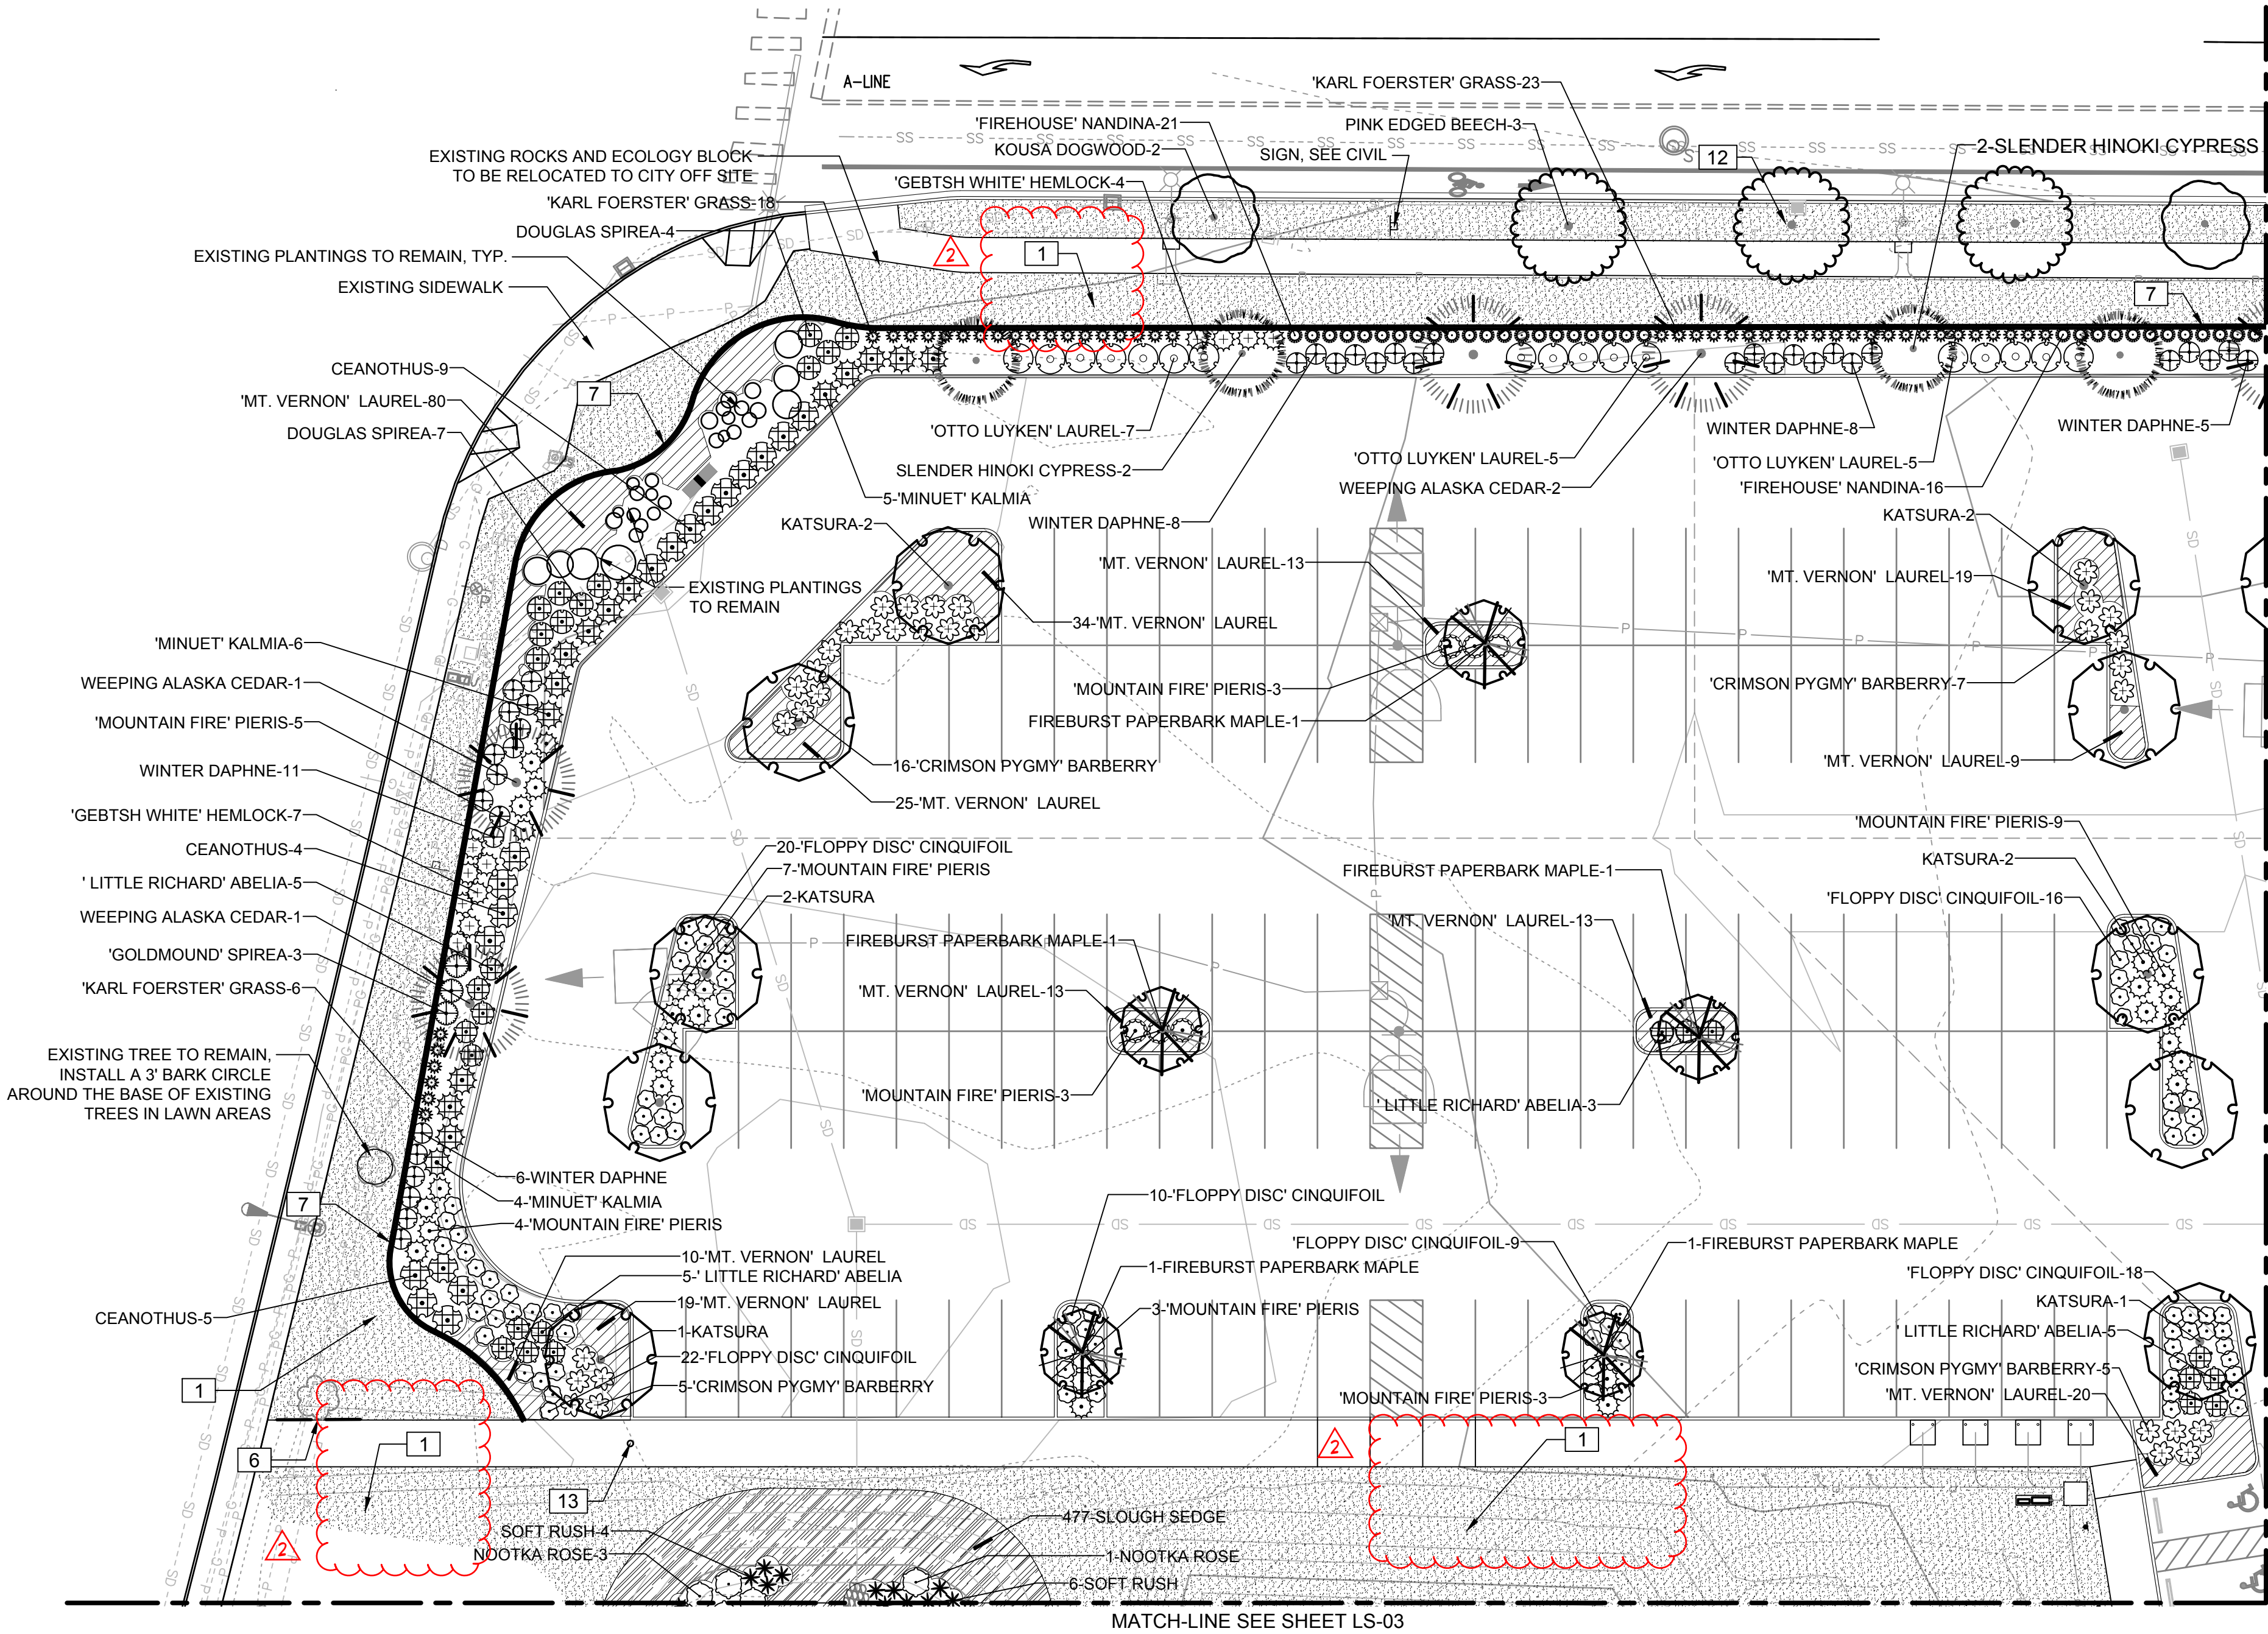 A-LINE
'KARL FOERSTER' GRASS-23
'FIREHOUSE' NANDINA-21
PINK EDGED BEECH-3
KOUSA DOGWOOD-2
SIGN, SEE CIVIL
12
2-SLENDER HINOKI CYPRESS
EXISTING ROCKS AND ECOLOGY BLOCK
TO BE RELOCATED TO CITY OFF SITE
'GEBTSH WHITE' HEMLOCK-4
'KARL FOERSTER' GRASS-18
DOUGLAS SPIREA-4
EXISTING PLANTINGS TO REMAIN, TYP.
EXISTING SIDEWALK
2
1
7
CEANOTHUS-9
'MT. VERNON' LAUREL-80
DOUGLAS SPIREA-7
7
'OTTO LUYKEN' LAUREL-7
SLENDER HINOKI CYPRESS-2
5-'MINUET' KALMIA
WINTER DAPHNE-8
'OTTO LUYKEN' LAUREL-5
WEEPING ALASKA CEDAR-2
WINTER DAPHNE-8
'OTTO LUYKEN' LAUREL-5
'FIREHOUSE' NANDINA-16
WINTER DAPHNE-5
KATSURA-2
KATSURA-2
EXISTING PLANTINGS
TO REMAIN
'MT. VERNON' LAUREL-13
'MT. VERNON' LAUREL-19
34-'MT. VERNON' LAUREL
'MINUET' KALMIA-6
WEEPING ALASKA CEDAR-1
'MOUNTAIN FIRE' PIERIS-5
WINTER DAPHNE-11
'GEBTSH WHITE' HEMLOCK-7
CEANOTHUS-4
' LITTLE RICHARD' ABELIA-5
WEEPING ALASKA CEDAR-1
'GOLDMOUND' SPIREA-3
'KARL FOERSTER' GRASS-6
'MOUNTAIN FIRE' PIERIS-3
FIREBURST PAPERBARK MAPLE-1
'CRIMSON PYGMY' BARBERRY-7
'MT. VERNON' LAUREL-9
16-'CRIMSON PYGMY' BARBERRY
25-'MT. VERNON' LAUREL
20-'FLOPPY DISC' CINQUIFOIL
7-'MOUNTAIN FIRE' PIERIS
2-KATSURA
FIREBURST PAPERBARK MAPLE-1
'MT. VERNON' LAUREL-13
'MOUNTAIN FIRE' PIERIS-3
FIREBURST PAPERBARK MAPLE-1
'MT. VERNON' LAUREL-13
' LITTLE RICHARD' ABELIA-3
'MOUNTAIN FIRE' PIERIS-9
KATSURA-2
'FLOPPY DISC' CINQUIFOIL-16
EXISTING TREE TO REMAIN,
INSTALL A 3' BARK CIRCLE
AROUND THE BASE OF EXISTING
TREES IN LAWN AREAS
7
6-WINTER DAPHNE
4-'MINUET' KALMIA
4-'MOUNTAIN FIRE' PIERIS
10-'MT. VERNON' LAUREL
5-' LITTLE RICHARD' ABELIA
19-'MT. VERNON' LAUREL
1-KATSURA
22-'FLOPPY DISC' CINQUIFOIL
5-'CRIMSON PYGMY' BARBERRY
CEANOTHUS-5
10-'FLOPPY DISC' CINQUIFOIL
1-FIREBURST PAPERBARK MAPLE
3-'MOUNTAIN FIRE' PIERIS
'FLOPPY DISC' CINQUIFOIL-9
1-FIREBURST PAPERBARK MAPLE
'MOUNTAIN FIRE' PIERIS-3
'FLOPPY DISC' CINQUIFOIL-18
KATSURA-1
' LITTLE RICHARD' ABELIA-5
'CRIMSON PYGMY' BARBERRY-5
'MT. VERNON' LAUREL-20
1
6
1
2
13
2
1
SOFT RUSH-4
NOOTKA ROSE-3
477-SLOUGH SEDGE
1-NOOTKA ROSE
6-SOFT RUSH
MATCH-LINE SEE SHEET LS-03